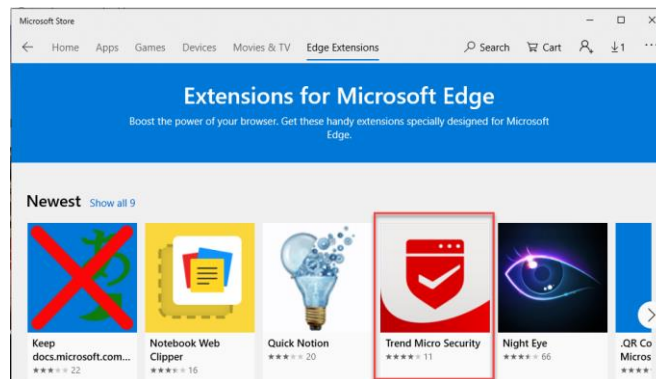 Microsoft Store
Home Apps Games Devices Movies & TV Edge Extensions Search Cart 1
Extensions for Microsoft Edge
Boost the power of your browser. Get these handy extensions specially designed for Microsoft
Edge.
Newest Show all 9
Keep
docs.microsoft.com...
22
Notebook Web
Clipper
16
Quick Notion
20
Trend Micro Security
11
Night Eye
66
.QR Co
Micros